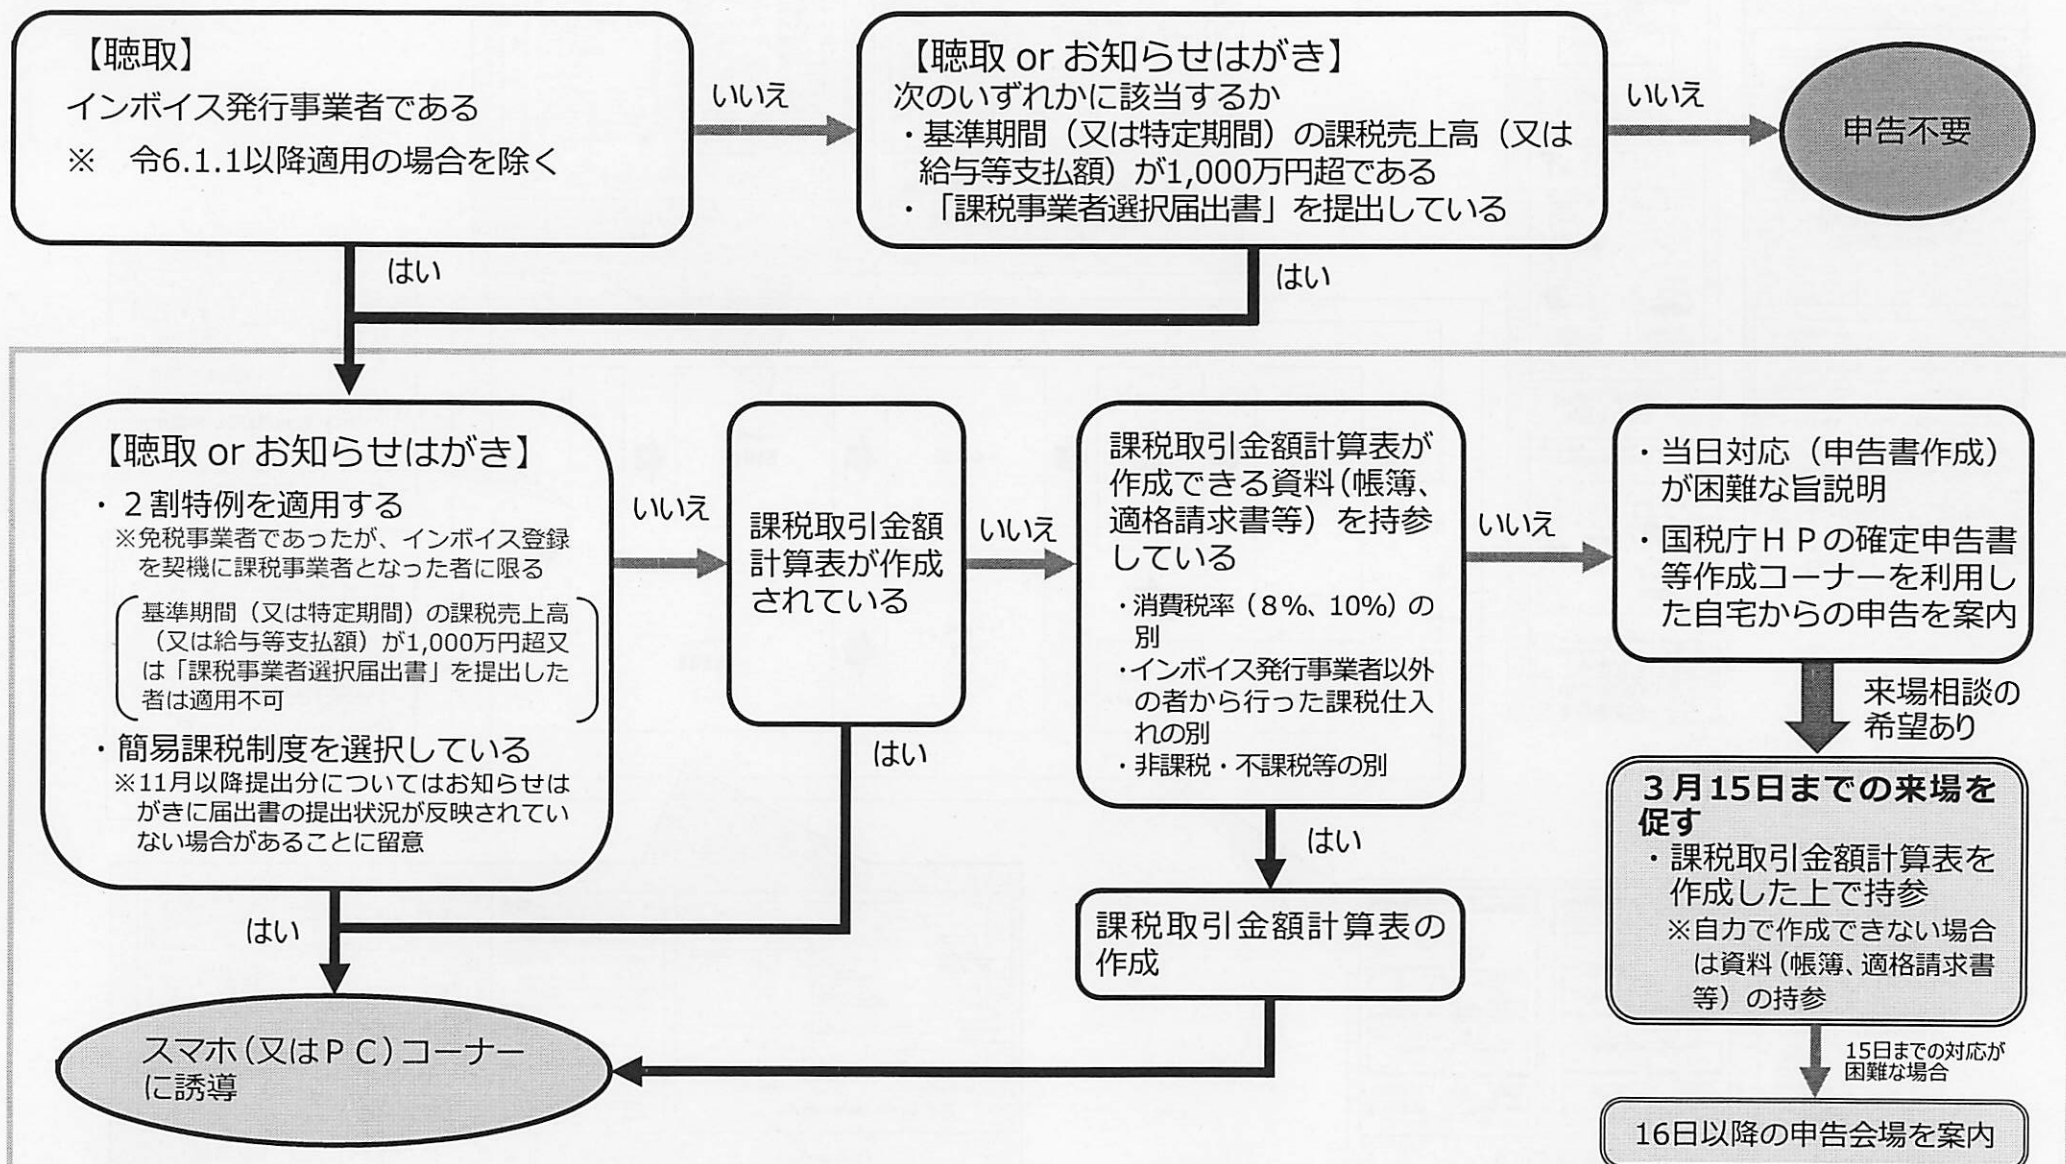 【聴取】
インボイス発行事業者である
※　令6.1.1以降適用の場合を除く
いいえ
【聴取 or お知らせはがき】
次のいずれかに該当するか
・基準期間（又は特定期間）の課税売上高（又は
給与等支払額）が1,000万円超である
・「課税事業者選択届出書」を提出している
いいえ
申告不要
はい
はい
【聴取 or お知らせはがき】
・２割特例を適用する
※免税事業者であったが、インボイス登録
を契機に課税事業者となった者に限る
基準期間（又は特定期間）の課税売上高
（又は給与等支払額）が1,000万円超又
は「課税事業者選択届出書」を提出した
者は適用不可
・簡易課税制度を選択している
※11月以降提出分についてはお知らせは
がきに届出書の提出状況が反映されてい
ない場合があることに留意
いいえ
課税取引金額
計算表が作成
されている
いいえ
課税取引金額計算表が
作成できる資料（帳簿、
適格請求書等）を持参
している
・消費税率（８％、10％）の
別
・インボイス発行事業者以外
の者から行った課税仕入
れの別
・非課税・不課税等の別
いいえ
・当日対応（申告書作成）
が困難な旨説明
・国税庁ＨＰの確定申告書
等作成コーナーを利用し
た自宅からの申告を案内
来場相談の
希望あり
はい
はい
はい
３月15日までの来場を
促す
・課税取引金額計算表を
作成した上で持参
※自力で作成できない場合
は資料（帳簿、適格請求書
等）の持参
課税取引金額計算表の
作成
スマホ（又はＰＣ）コーナー
に誘導
15日までの対応が
困難な場合
16日以降の申告会場を案内